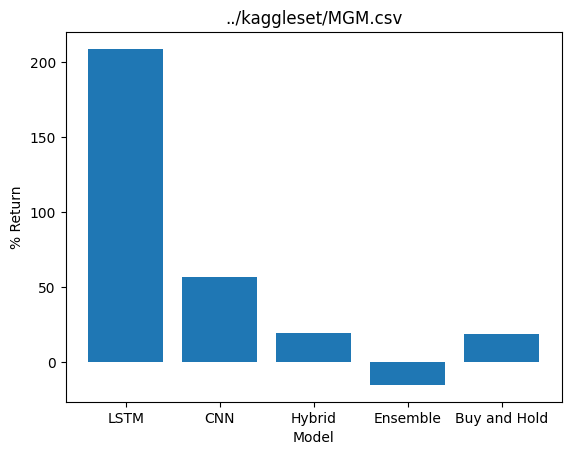 ../kaggleset/MGM.csv
% Return
200
150
100
50
0
LSTM CNN Hybrid Ensemble Buy and Hold
Model